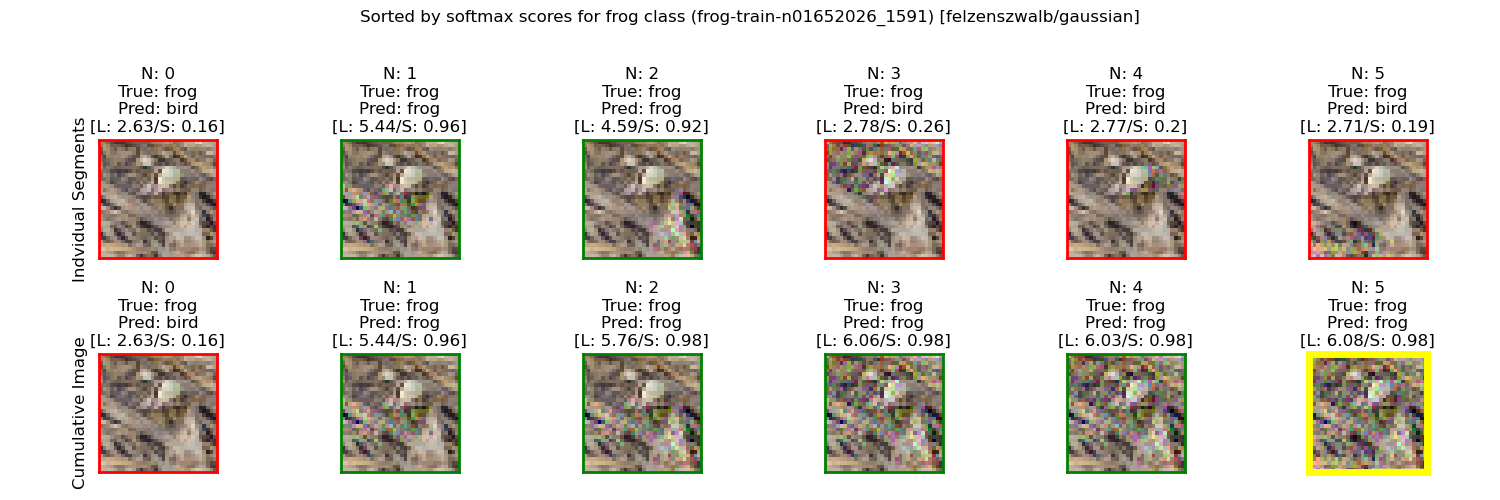 Sorted by softmax scores for frog class (frog-train-n01652026_1591) [felzenszwalb/gaussian]
Indvidual Segments
N: 0
True: frog
Pred: bird
[L: 2.63/S: 0.16]
N: 1
True: frog
Pred: frog
[L: 5.44/S: 0.96]
N: 2
True: frog
Pred: frog
[L: 4.59/S: 0.92]
N: 3
True: frog
Pred: bird
[L: 2.78/S: 0.26]
N: 4
True: frog
Pred: bird
[L: 2.77/S: 0.2]
N: 5
True: frog
Pred: bird
[L: 2.71/S: 0.19]
Cumulative Image
N: 0
True: frog
Pred: bird
[L: 2.63/S: 0.16]
N: 1
True: frog
Pred: frog
[L: 5.44/S: 0.96]
N: 2
True: frog
Pred: frog
[L: 5.76/S: 0.98]
N: 3
True: frog
Pred: frog
[L: 6.06/S: 0.98]
N: 4
True: frog
Pred: frog
[L: 6.03/S: 0.98]
N: 5
True: frog
Pred: frog
[L: 6.08/S: 0.98]